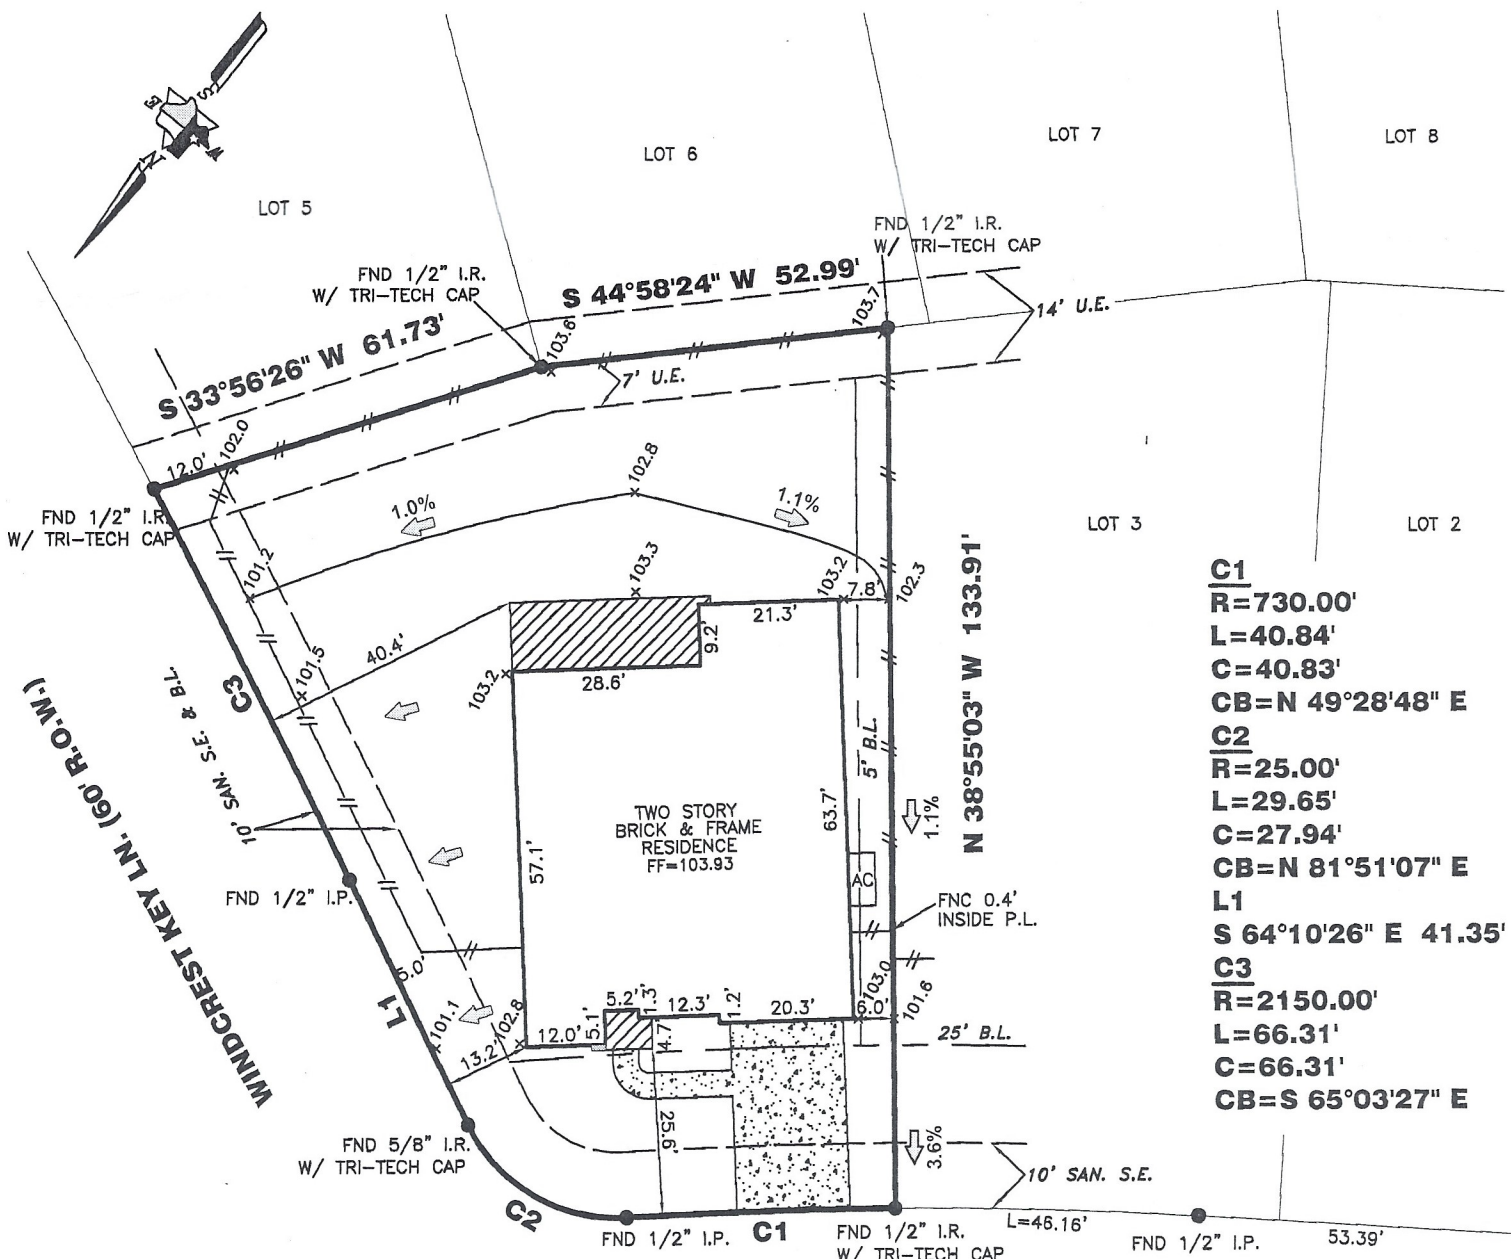 S
E
W
N
LOT 5
LOT 6
LOT 7
LOT 8
FND 1/2" I.R.
W/ TRI-TECH CAP
FND 1/2" I.R.
W/ TRI-TECH CAP
S 33°56'26" W 61.73'
S 44°58'24" W 52.99'
103.6
103.7
14' U.E.
7' U.E.
12.0'
102.0
FND 1/2" I.R.
W/ TRI-TECH CAP
1.0%
102.8
1.1%
LOT 3
LOT 2
101.2
103.3
103.2
7.8'
102.3
21.3'
9.2'
28.6'
40.4'
101.5
103.2
C3
10' SAN. S.E. & B.L.
WINDCREST KEY LN. (60' R.O.W.)
N 38°55'03" W 133.91'
5' B.L.
63.7'
57.1'
TWO STORY
BRICK & FRAME
RESIDENCE
FF=103.93
1.1%
AC
FNC 0.4'
INSIDE P.L.
FND 1/2" I.P.
5.0'
L1
101.1
102.8
13.2'
12.0'
5.1'
5.2'
1.3'
12.3'
1.2'
20.3'
4.7'
6.0'
103.0
101.6
25' B.L.
25.6'
3.6%
10' SAN. S.E.
FND 5/8" I.R.
W/ TRI-TECH CAP
C2
FND 1/2" I.P.
C1
FND 1/2" I.R.
W/ TRI-TECH CAP
L=46.16'
FND 1/2" I.P.
53.39'
C1
R=730.00'
L=40.84'
C=40.83'
CB=N 49°28'48" E
C2
R=25.00'
L=29.65'
C=27.94'
CB=N 81°51'07" E
L1
S 64°10'26" E 41.35'
C3
R=2150.00'
L=66.31'
C=66.31'
CB=S 65°03'27" E